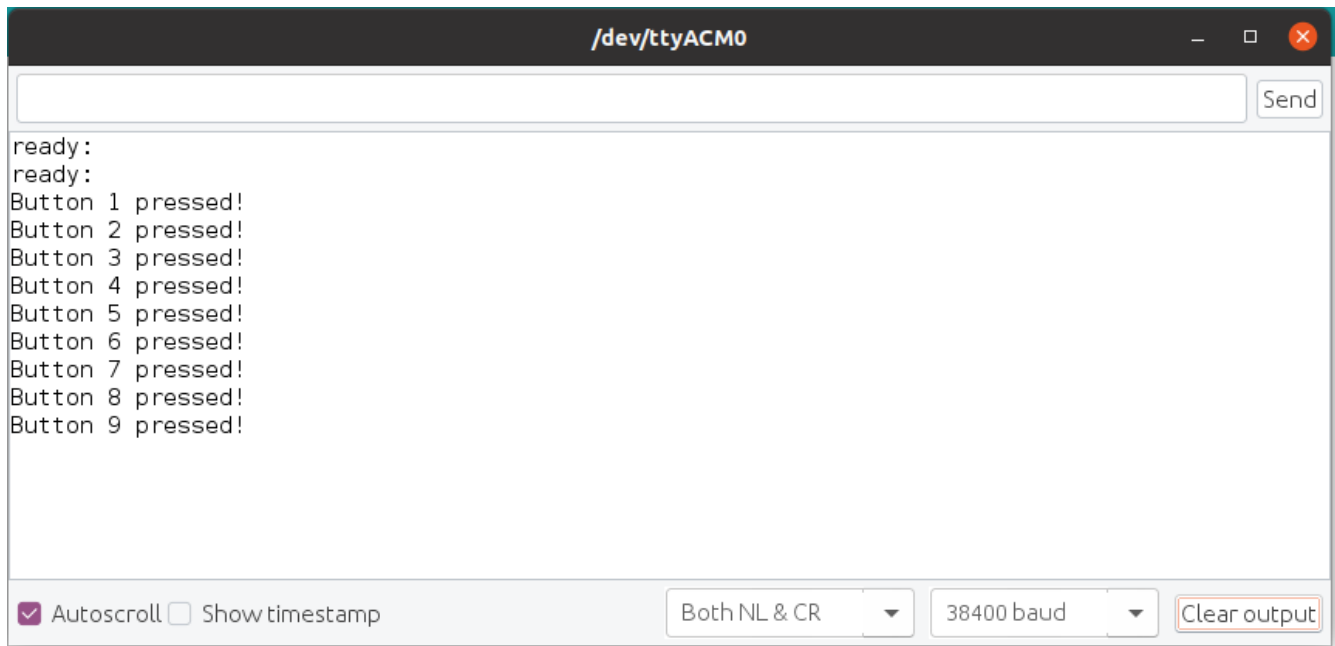 /dev/ttyACM0
Send
ready:
ready:
Button 1 pressed!
Button 2 pressed!
Button 3 pressed!
Button 4 pressed!
Button 5 pressed!
Button 6 pressed!
Button 7 pressed!
Button 8 pressed!
Button 9 pressed!
Autoscroll Show timestamp Both NL & CR 38400 baud Clear output